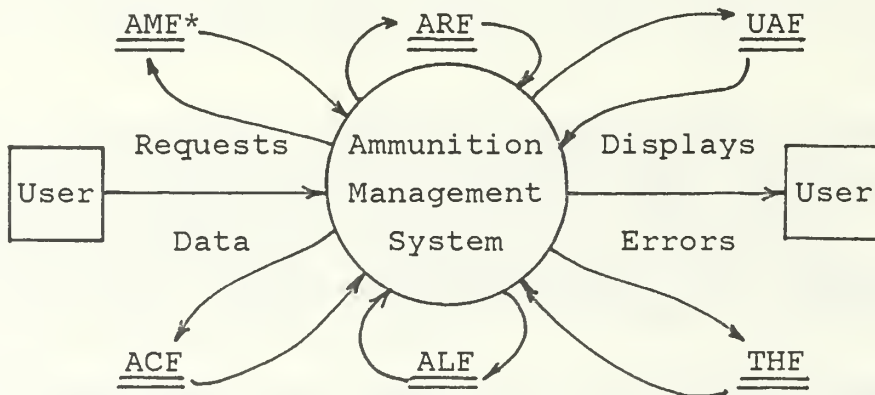 AMF* ARF UAF
Requests Ammunition Displays
User Management User
Data System Errors
ACF ALF THF